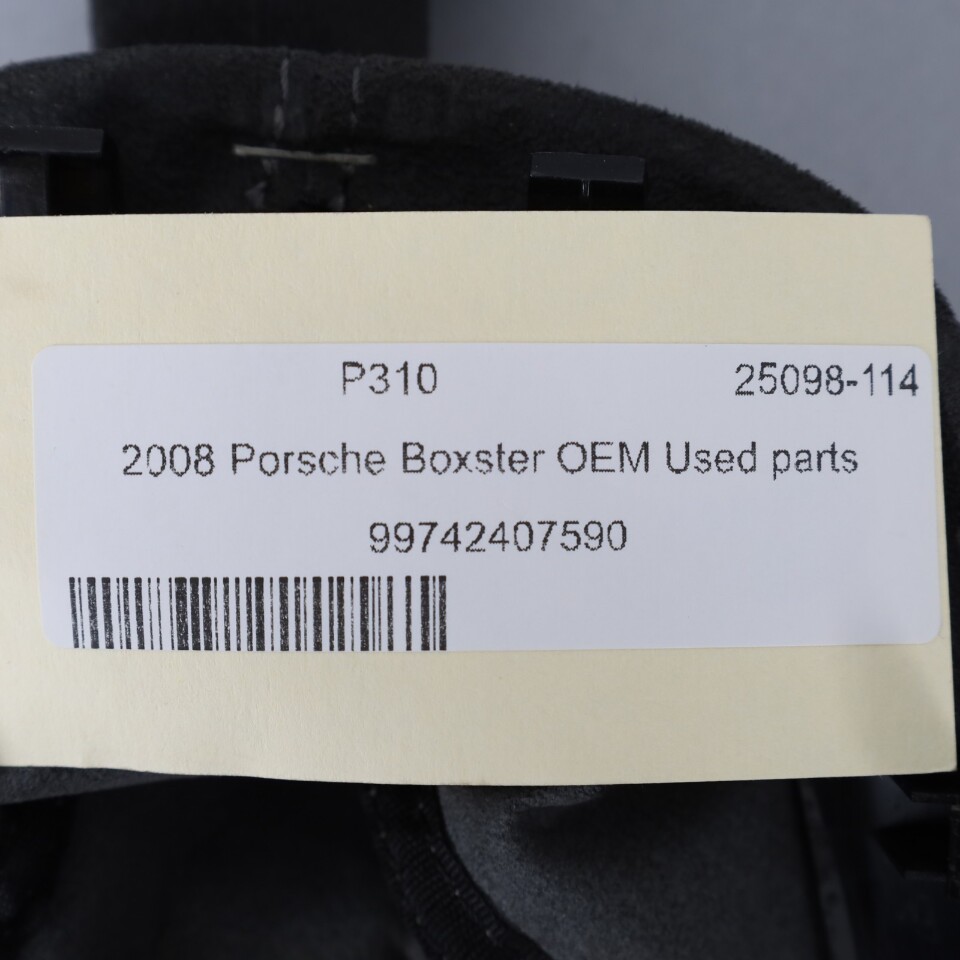 P310 25098-114
2008 Porsche Boxster OEM Used parts
99742407590